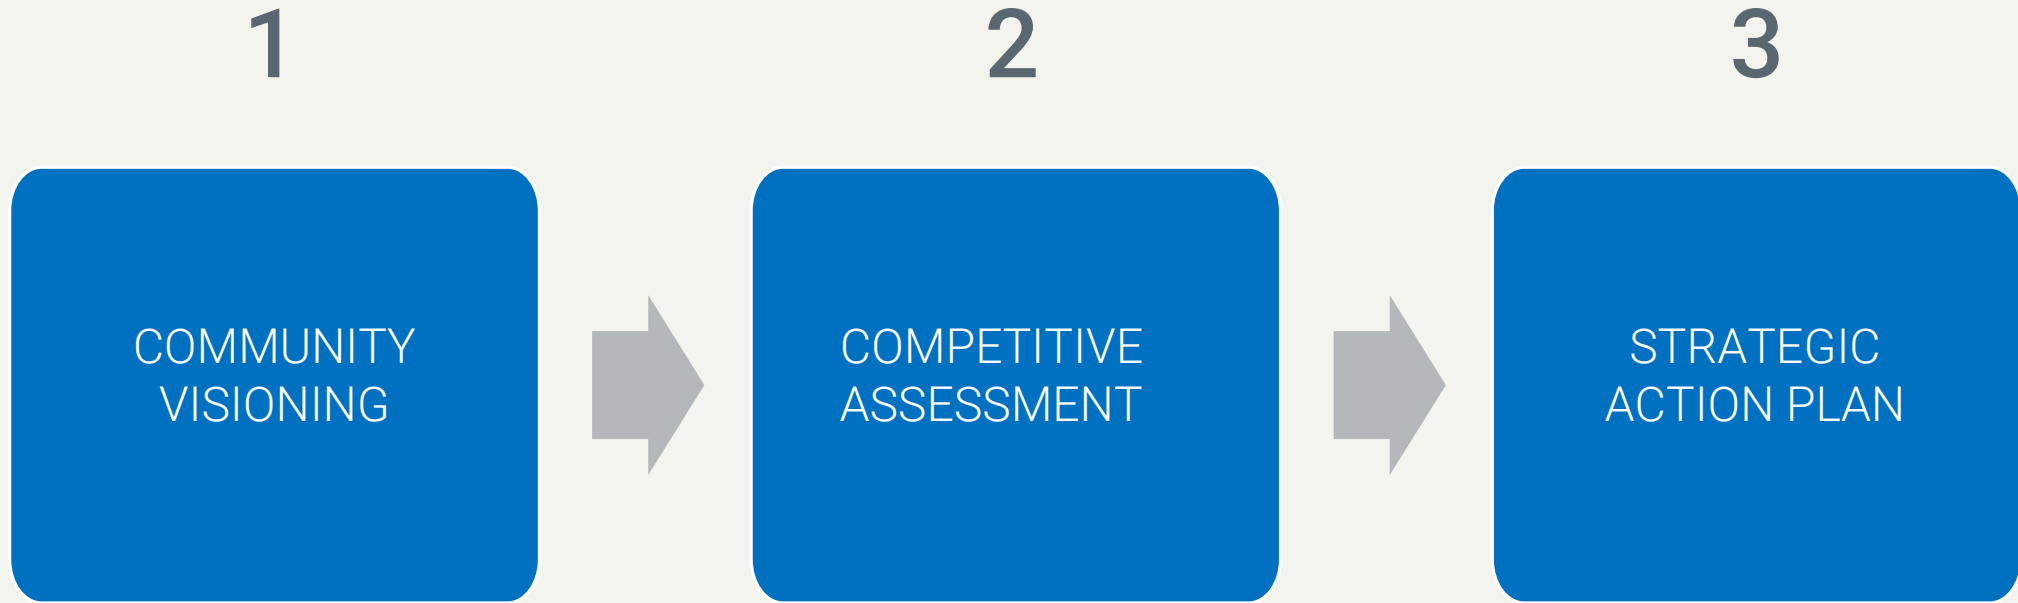 1
2
3
COMMUNITY
VISIONING
COMPETITIVE
ASSESSMENT
STRATEGIC
ACTION PLAN